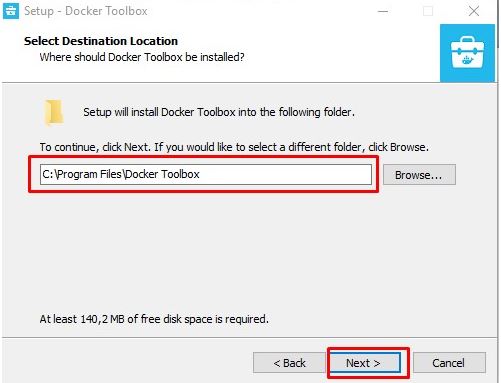 Setup - Docker Toolbox
Select Destination Location
Where should Docker Toolbox be installed?
Setup will install Docker Toolbox into the following folder.
To continue, click Next. If you would like to select a different folder, click Browse.
C:\Program Files\Docker Toolbox
Browse...
At least 140,2 MB of free disk space is required.
< Back
Next >
Cancel